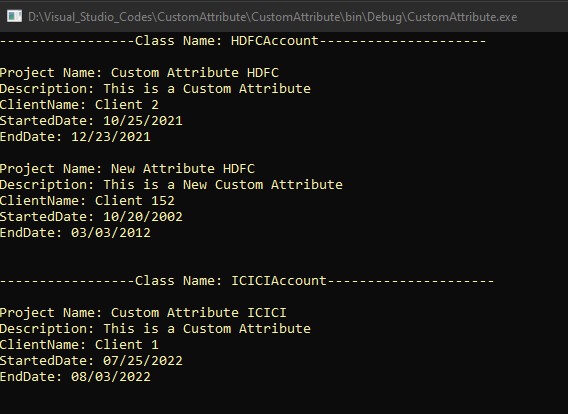 D:\Visual_Studio_Codes\CustomAttribute\CustomAttribute\bin\Debug\CustomAttribute.exe
-----------------Class Name: HDFCAccount---------------------
Project Name: Custom Attribute HDFC
Description: This is a Custom Attribute
ClientName: Client 2
StartedDate: 10/25/2021
EndDate: 12/23/2021
Project Name: New Attribute HDFC
Description: This is a New Custom Attribute
ClientName: Client 152
StartedDate: 10/20/2002
EndDate: 03/03/2012
-----------------Class Name: ICICIAccount---------------------
Project Name: Custom Attribute ICICI
Description: This is a Custom Attribute
ClientName: Client 1
StartedDate: 07/25/2022
EndDate: 08/03/2022